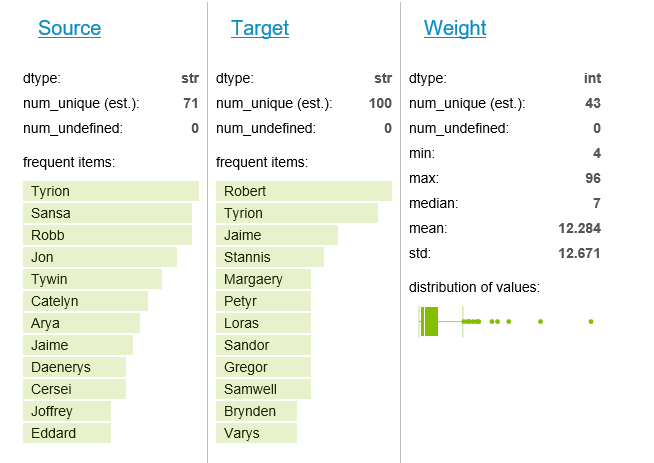 Source
dtype: str
num_unique (est.): 71
num_undefined: 0
frequent items:
Tyrion
Sansa
Robb
Jon
Tywin
Catelyn
Arya
Jaime
Daenerys
Cersei
Joffrey
Eddard
Target
dtype: str
num_unique (est.): 100
num_undefined: 0
frequent items:
Robert
Tyrion
Jaime
Stannis
Margaery
Petyr
Loras
Sandor
Gregor
Samwell
Brynden
Varys
Weight
dtype: int
num_unique (est.): 43
num_undefined: 0
min: 4
max: 96
median: 7
mean: 12.284
std: 12.671
distribution of values: